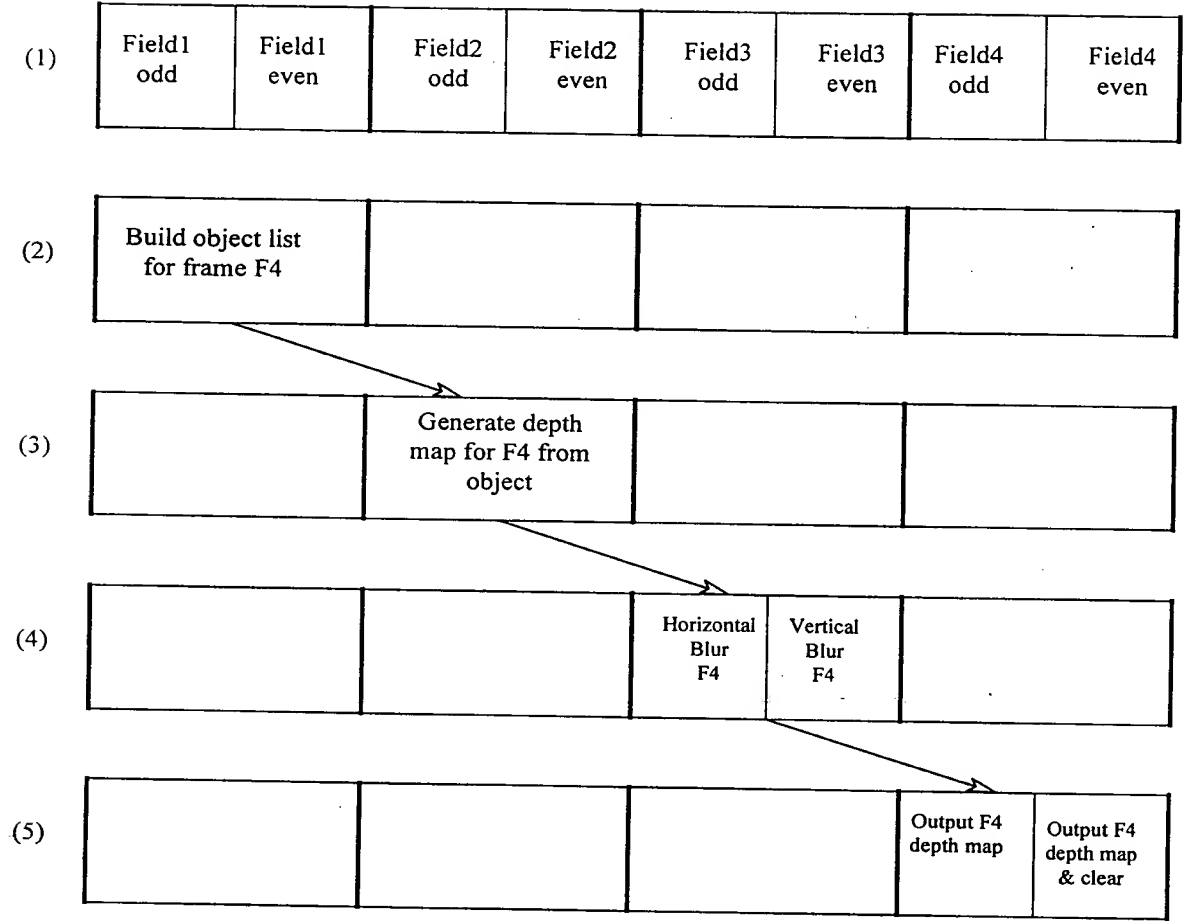 (1)
Field1
odd
Field1
even
Field2
odd
Field2
even
Field3
odd
Field3
even
Field4
odd
Field4
even
(2)
Build object list
for frame F4
(3)
Generate depth
map for F4 from
object
(4)
Horizontal
Blur
F4
Vertical
Blur
F4
(5)
Output F4
depth map
Output F4
depth map
& clear